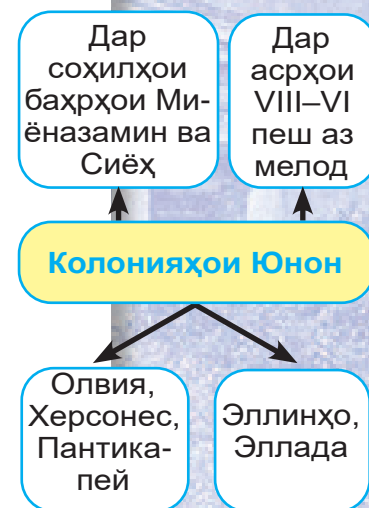 Дар
соҳилҳои
баҳрҳои Ми-
ёназамин ва
Сиёҳ
Дар
асрҳои
VIII–VI
пеш аз
мелод
Колонияҳои Юнон
Олвия,
Херсонес,
Пантика-
пей
Эллинҳо,
Эллада